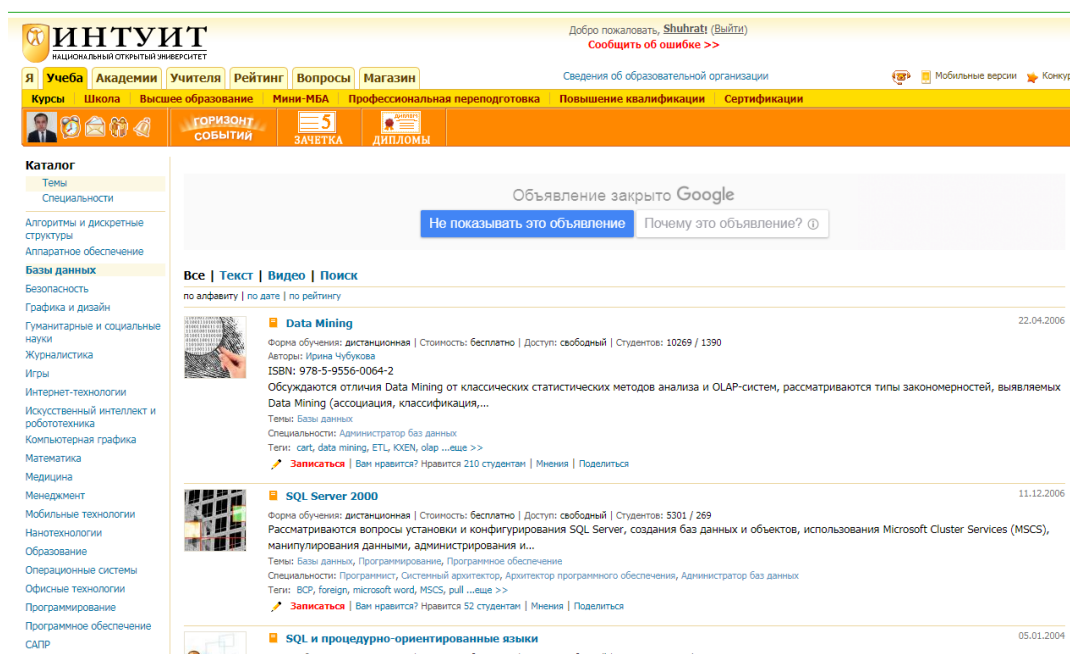 ИНТУИТ
НАЦИОНАЛЬНЫЙ ОТКРЫТЫЙ УНИВЕРСИТЕТ
Добро пожаловать, Shuhrat! (Выйти)
Сообщить об ошибке >>
Я Учеба Академии Учителя Рейтинг Вопросы Магазин
Сведения об образовательной организации
Мобильные версии Конкур
Курсы Школа Высшее образование Мини-МБА Профессиональная переподготовка Повышение квалификации Сертификации
ГОРИЗОНТ СОБЫТИЙ
5 ЗАЧЕТКА
ДИПЛОМ ДИПЛОМЫ
Каталог
Темы
Специальности
Алгоритмы и дискретные
структуры
Аппаратное обеспечение
Базы данных
Безопасность
Графика и дизайн
Гуманитарные и социальные
науки
Журналистика
Игры
Интернет-технологии
Искусственный интеллект и
робототехника
Компьютерная графика
Математика
Медицина
Менеджмент
Мобильные технологии
Нанотехнологии
Образование
Операционные системы
Офисные технологии
Программирование
Программное обеспечение
САПР
Объявление закрыто Google
Не показывать это объявление Почему это объявление?
Все | Текст | Видео | Поиск
по алфавиту | по дате | по рейтингу
Data Mining 22.04.2006
Форма обучения: дистанционная | Стоимость: бесплатно | Доступ: свободный | Студентов: 10269 / 1390
Авторы: Ирина Чубукова
ISBN: 978-5-9556-0064-2
Обсуждаются отличия Data Mining от классических статистических методов анализа и OLAP-систем, рассматриваются типы закономерностей, выявляемых
Data Mining (ассоциация, классификация,...
Темы: Базы данных
Специальности: Администратор баз данных
Теги: cart, data mining, ETL, KXEN, olap ...еще >>
Записаться | Вам нравится? Нравится 210 студентам | Мнения | Поделиться
SQL Server 2000 11.12.2006
Форма обучения: дистанционная | Стоимость: бесплатно | Доступ: свободный | Студентов: 5301 / 269
Рассматриваются вопросы установки и конфигурирования SQL Server, создания баз данных и объектов, использования Microsoft Cluster Services (MSCS),
манипулирования данными, администрирования и...
Темы: Базы данных, Программирование, Программное обеспечение
Специальности: Программист, Системный архитектор, Архитектор программного обеспечения, Администратор баз данных
Теги: BCP, foreign, microsoft word, MSCS, pull ...еще >>
Записаться | Вам нравится? Нравится 52 студентам | Мнения | Поделиться
SQL и процедурно-ориентированные языки 05.01.2004